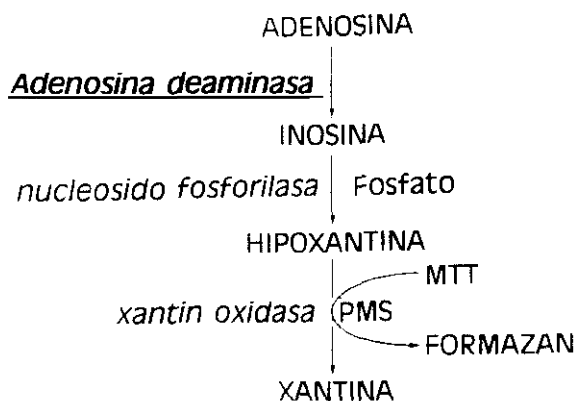 ADENOSINA
Adenosina deaminasa
INOSINA
nucleosido fosforilasa Fosfato
HIPOXANTINA
MTT
xantin oxidasa PMS
FORMAZAN
XANTINA